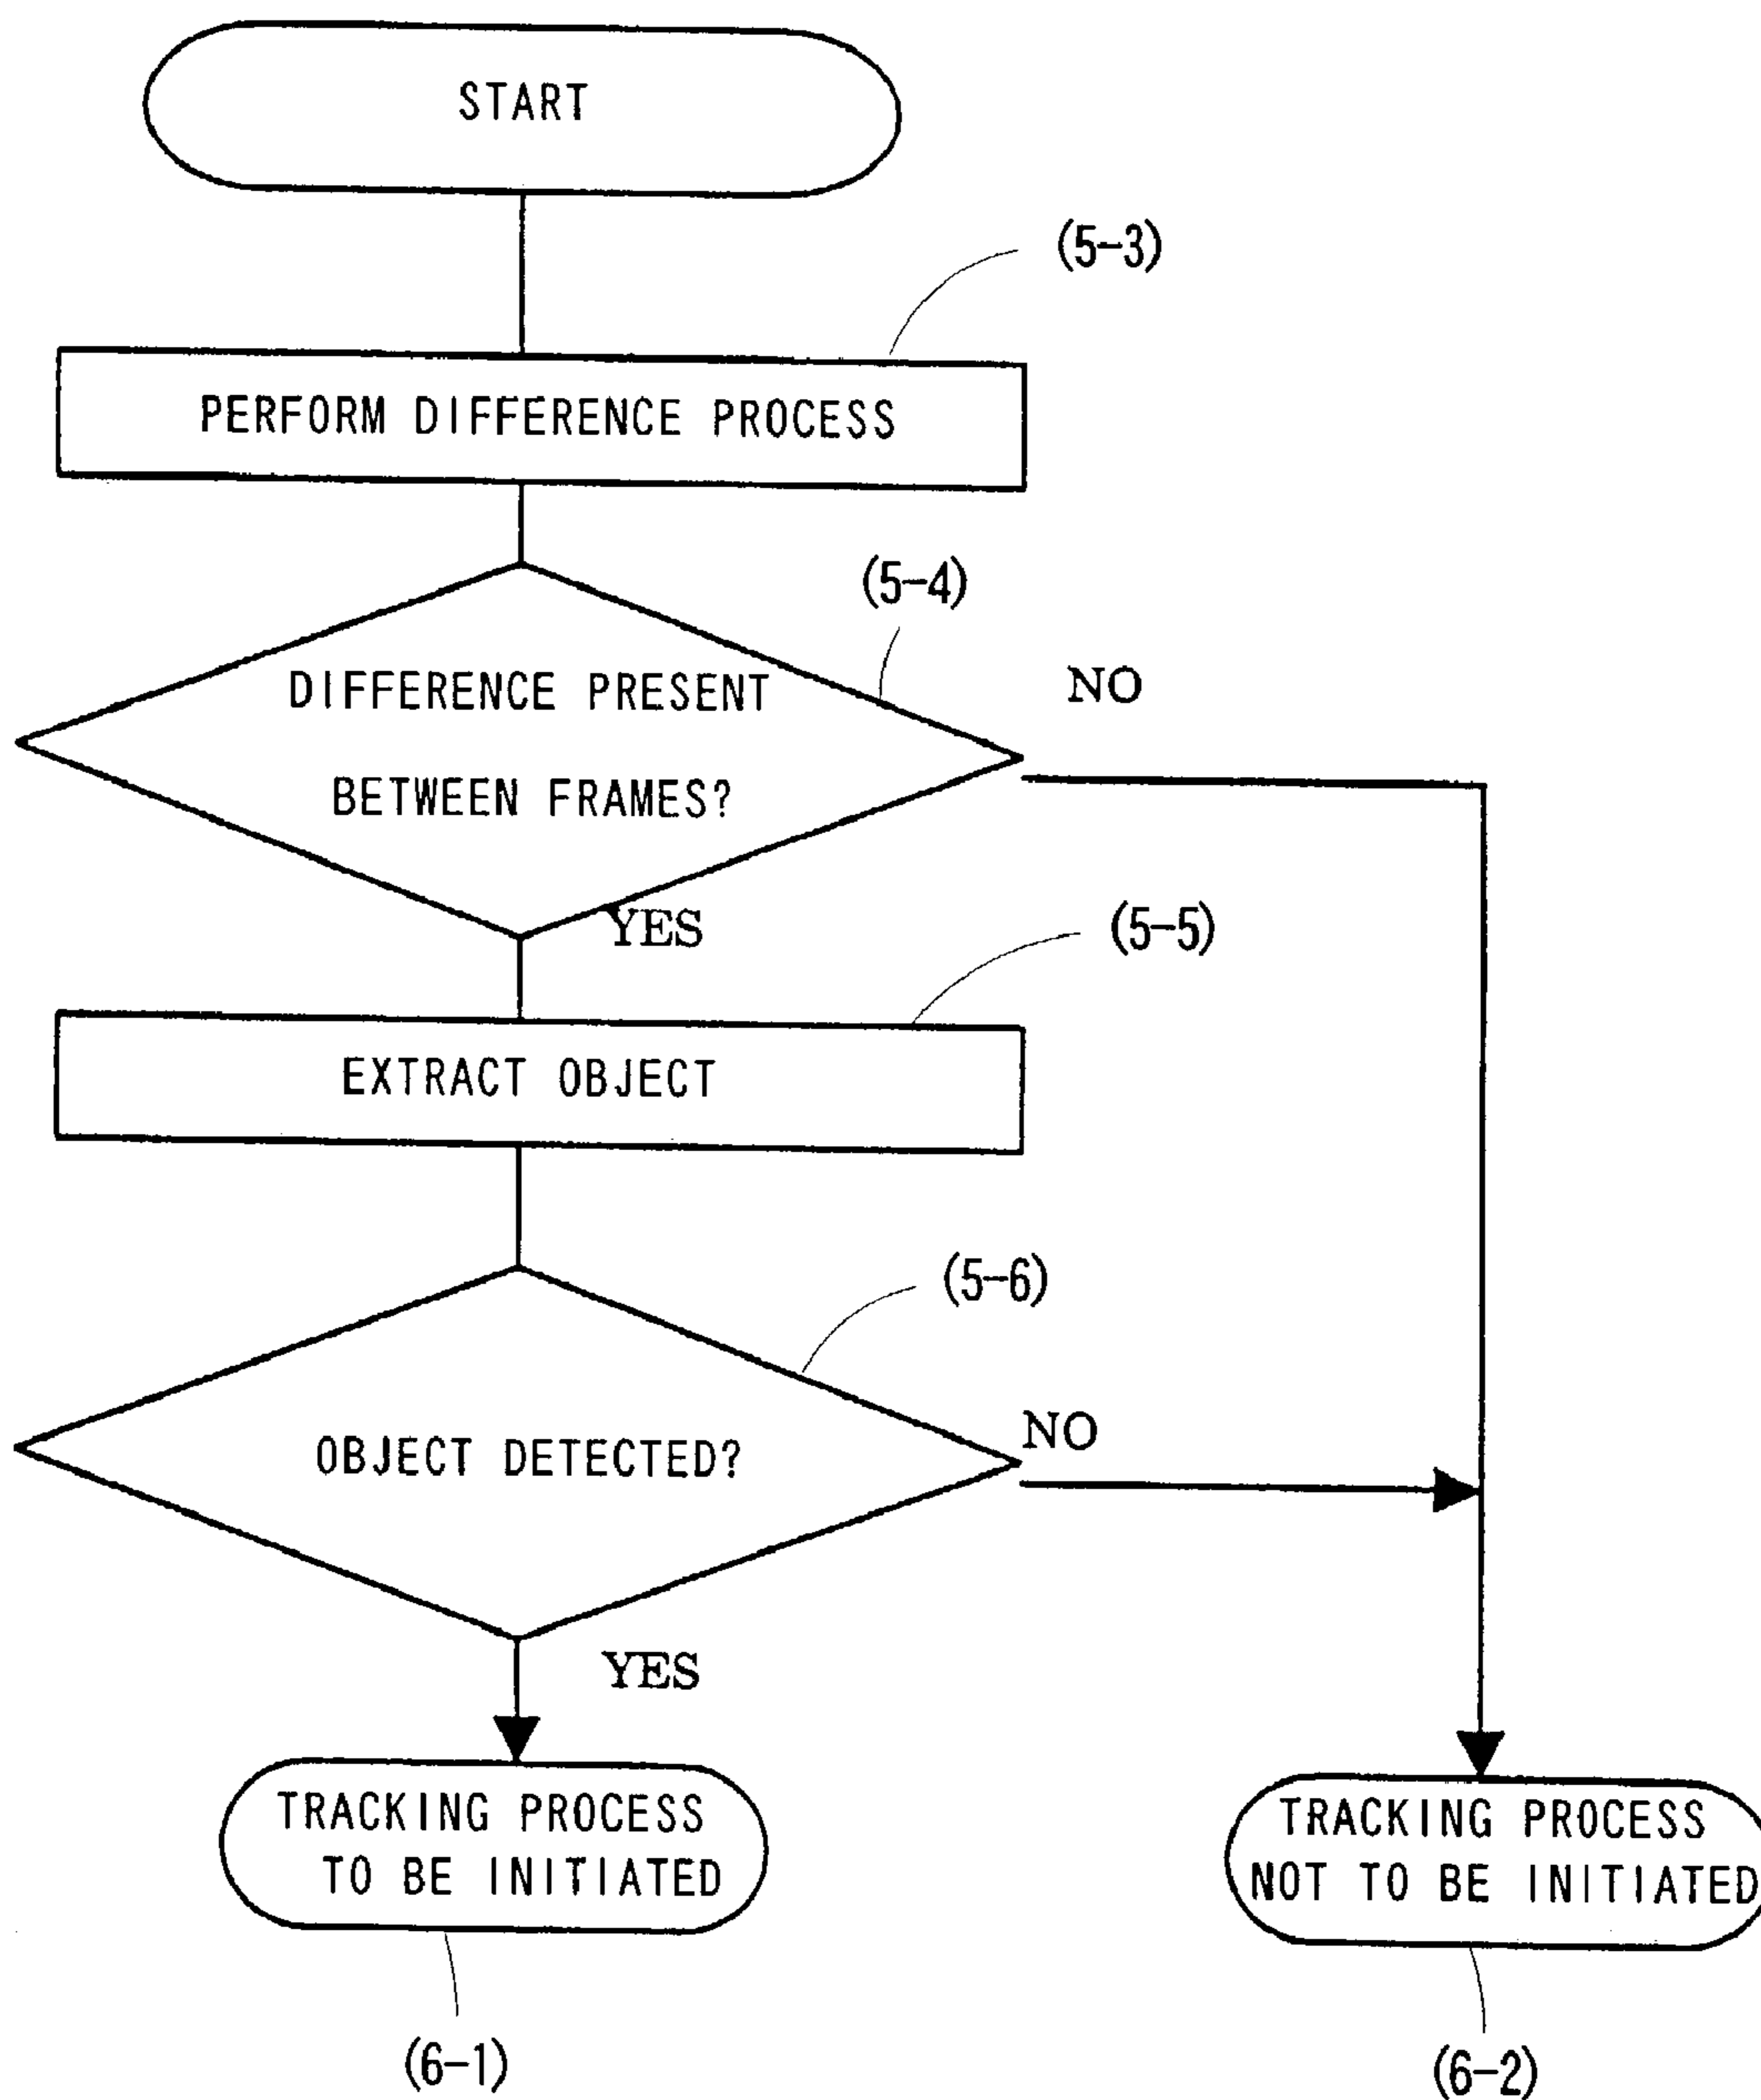 START
(5-3)
PERFORM DIFFERENCE PROCESS
(5-4)
DIFFERENCE PRESENT
BETWEEN FRAMES?
NO
YES
(5-5)
EXTRACT OBJECT
(5-6)
OBJECT DETECTED?
NO
YES
TRACKING PROCESS
TO BE INITIATED
(6-1)
TRACKING PROCESS
NOT TO BE INITIATED
(6-2)